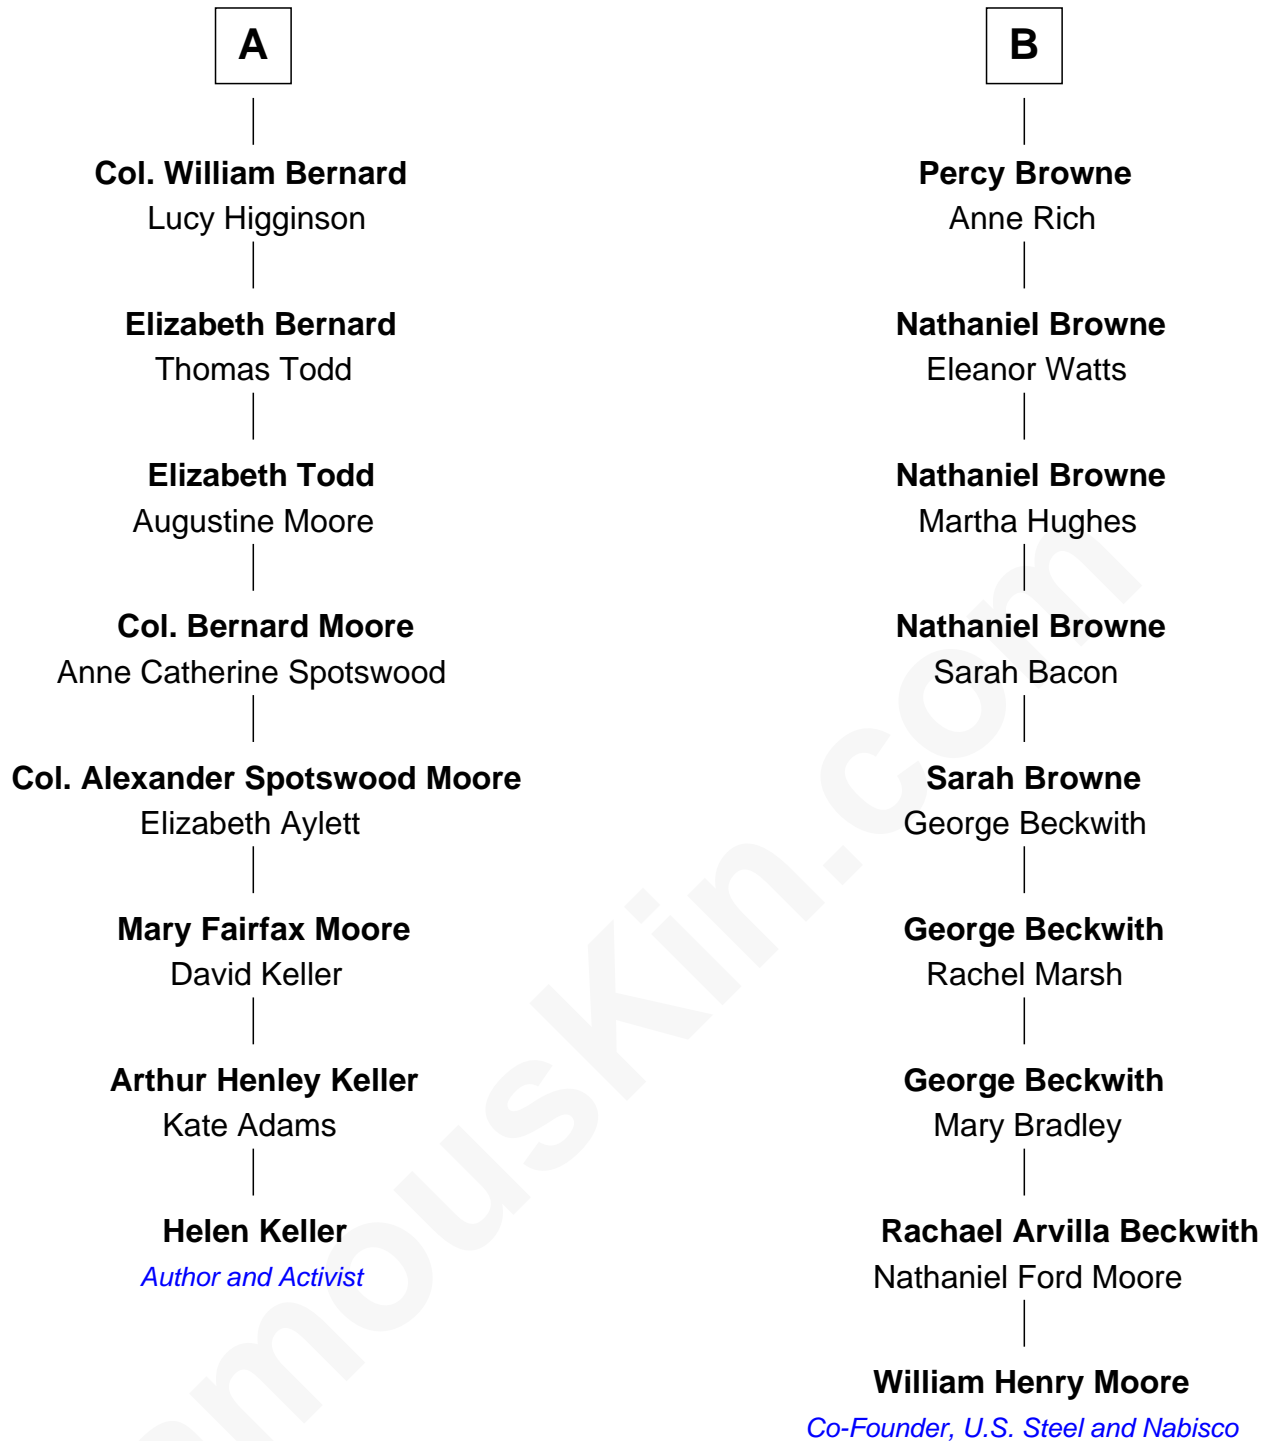 A
Col. William Bernard
Lucy Higginson
Elizabeth Bernard
Thomas Todd
Elizabeth Todd
Augustine Moore
Col. Bernard Moore
Anne Catherine Spotswood
Col. Alexander Spotswood Moore
Elizabeth Aylett
Mary Fairfax Moore
David Keller
Arthur Henley Keller
Kate Adams
Helen Keller
Author and Activist
B
Percy Browne
Anne Rich
Nathaniel Browne
Eleanor Watts
Nathaniel Browne
Martha Hughes
Nathaniel Browne
Sarah Bacon
Sarah Browne
George Beckwith
George Beckwith
Rachel Marsh
George Beckwith
Mary Bradley
Rachael Arvilla Beckwith
Nathaniel Ford Moore
William Henry Moore
Co-Founder, U.S. Steel and Nabisco
amouskin.com